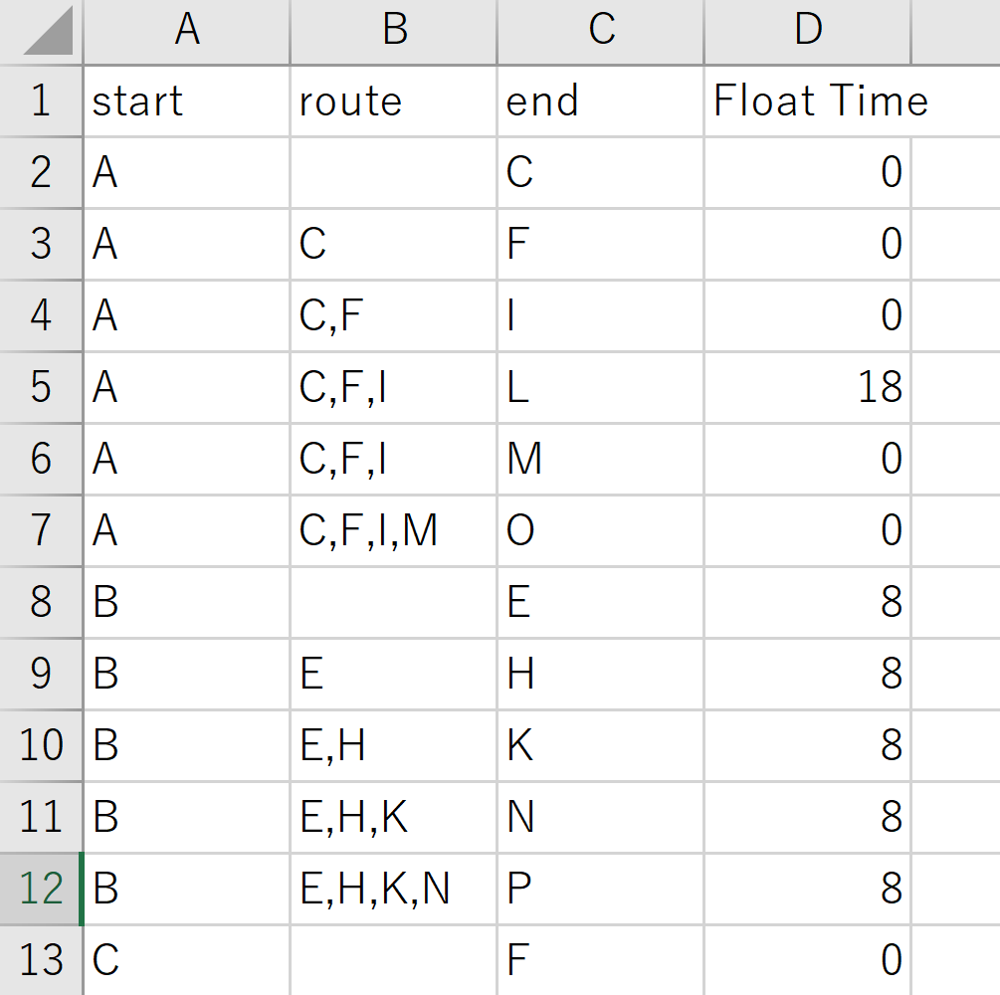 A B C D
1 start route end Float Time
2 A C 0
3 A C F 0
4 A C,F I 0
5 A C,F,I L 18
6 A C,F,I M 0
7 A C,F,I,M O 0
8 B E 8
9 B E H 8
10 B E,H K 8
11 B E,H,K N 8
12 B E,H,K,N P 8
13 C F 0